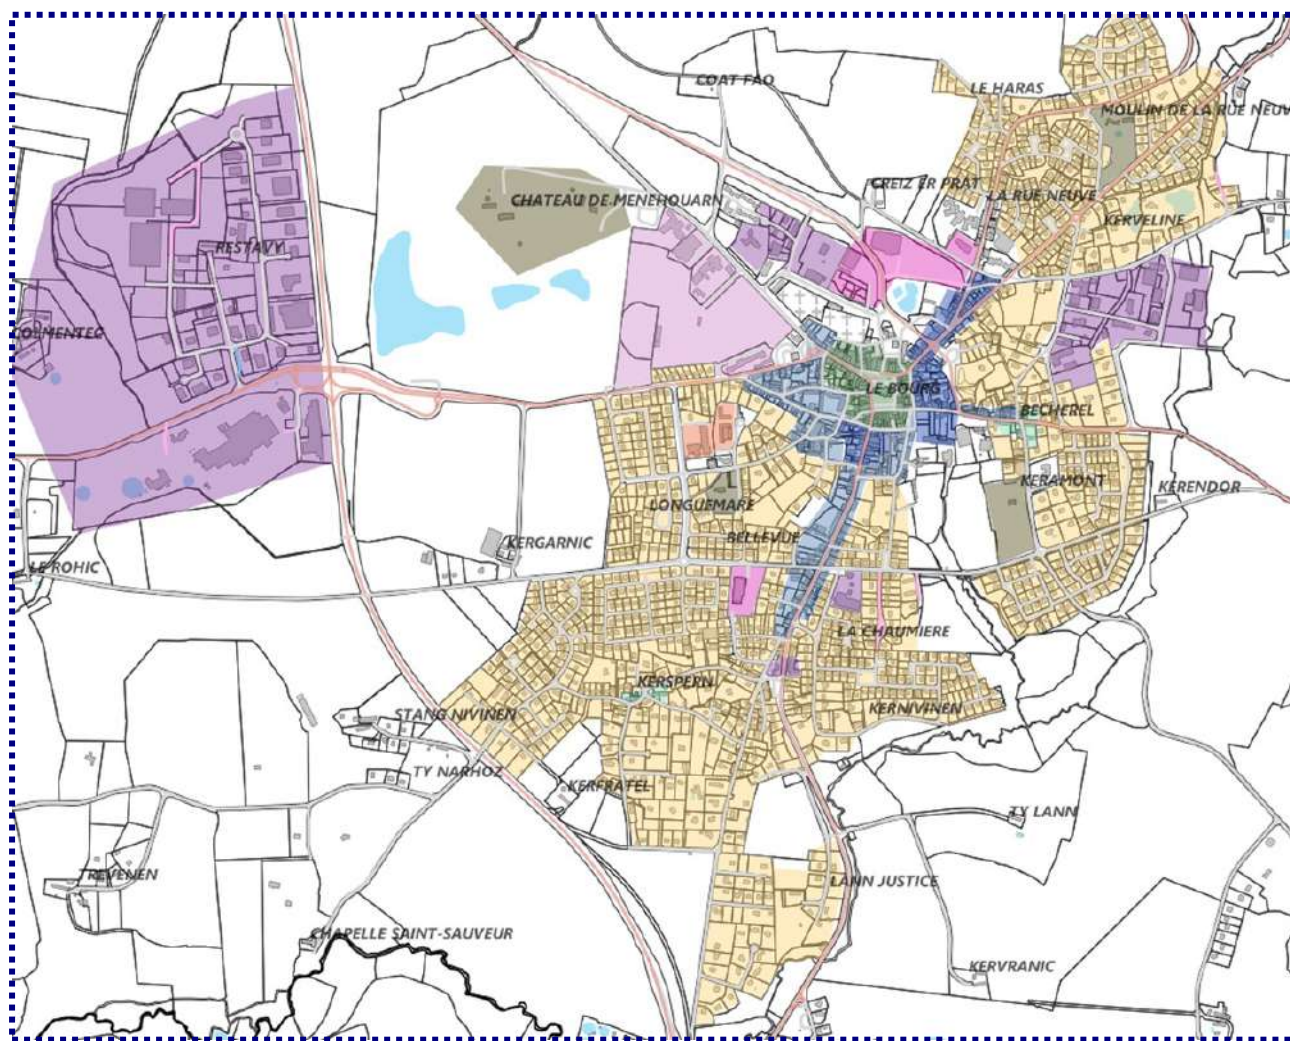 COAT FAO
LE HARAS
MOULIN DE LA RUE NEUV
CREIZ ER PRAT
CHATEAU DE MENEHOUARN
LA RUE NEUVE
KERVELINE
RESTAVY
COLMENTEC
LE BOURG
BECHEREL
KERAMONT
KERENDOR
LONGUEMARE
BELLEVUE
KERGARNIC
LE ROHIC
LA CHAUMIERE
KERSPERN
KERNIVINEN
STANG NIVINEN
TY NARHOZ
KERFRATEL
TY LANN
TREVENEN
LANN JUSTICE
CHAPELLE SAINT-SAUVEUR
KERVRANIC